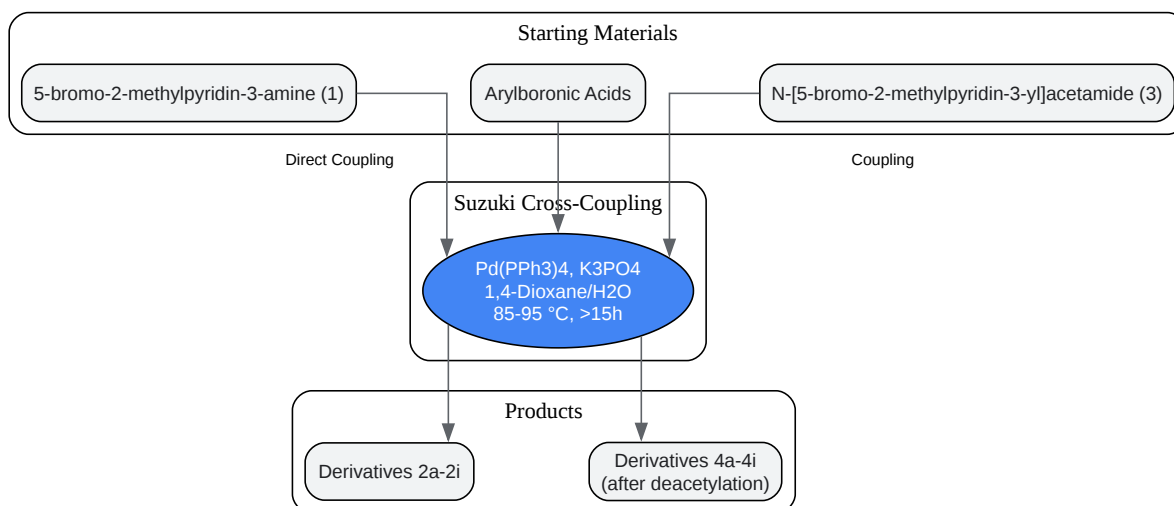 Starting Materials
5-bromo-2-methylpyridin-3-amine (1)
Arylboronic Acids
N-[5-bromo-2-methylpyridin-3-yl]acetamide (3)
Direct Coupling
Coupling
Suzuki Cross-Coupling
Pd(PPh3)4, K3PO4
1,4-Dioxane/H2O
85-95 °C, >15h
Products
Derivatives 2a-2i
Derivatives 4a-4i
(after deacetylation)